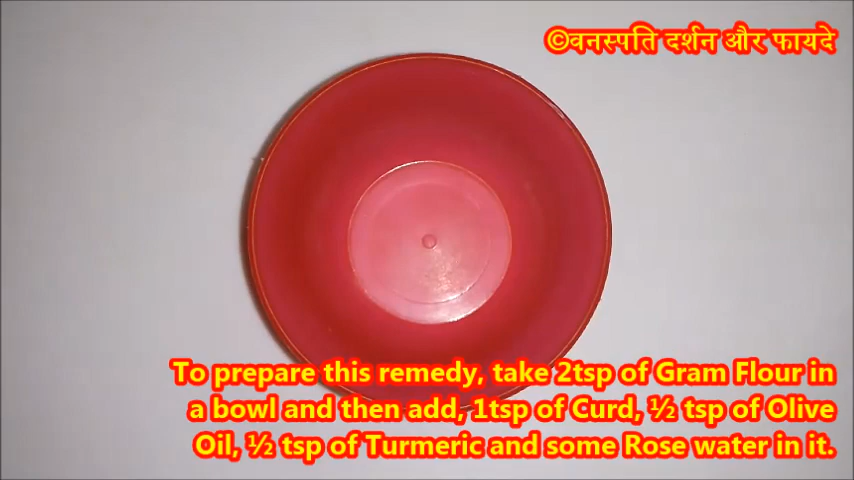 ©वनस्पति दर्शन और फायदे
To prepare this remedy, take 2tsp of Gram Flour in
a bowl and then add, 1tsp of Curd, ½ tsp of Olive
Oil, ½ tsp of Turmeric and some Rose water in it.